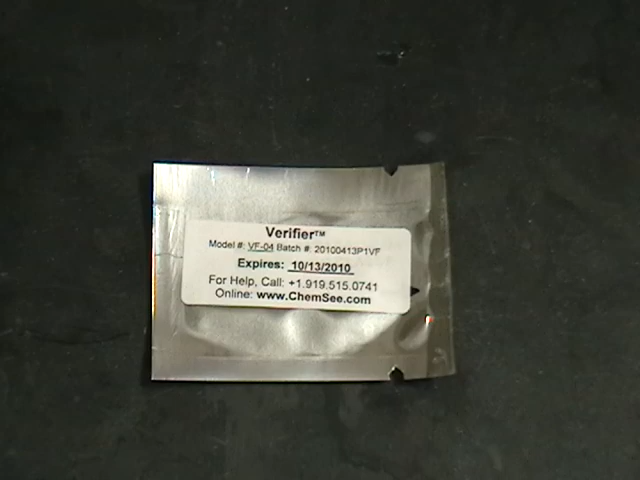 Verifier™
Model #: VF-04 Batch #: 20100413P1VF
Expires: 10/13/2010
For Help, Call: +1.919.515.0741
Online: www.ChemSee.com